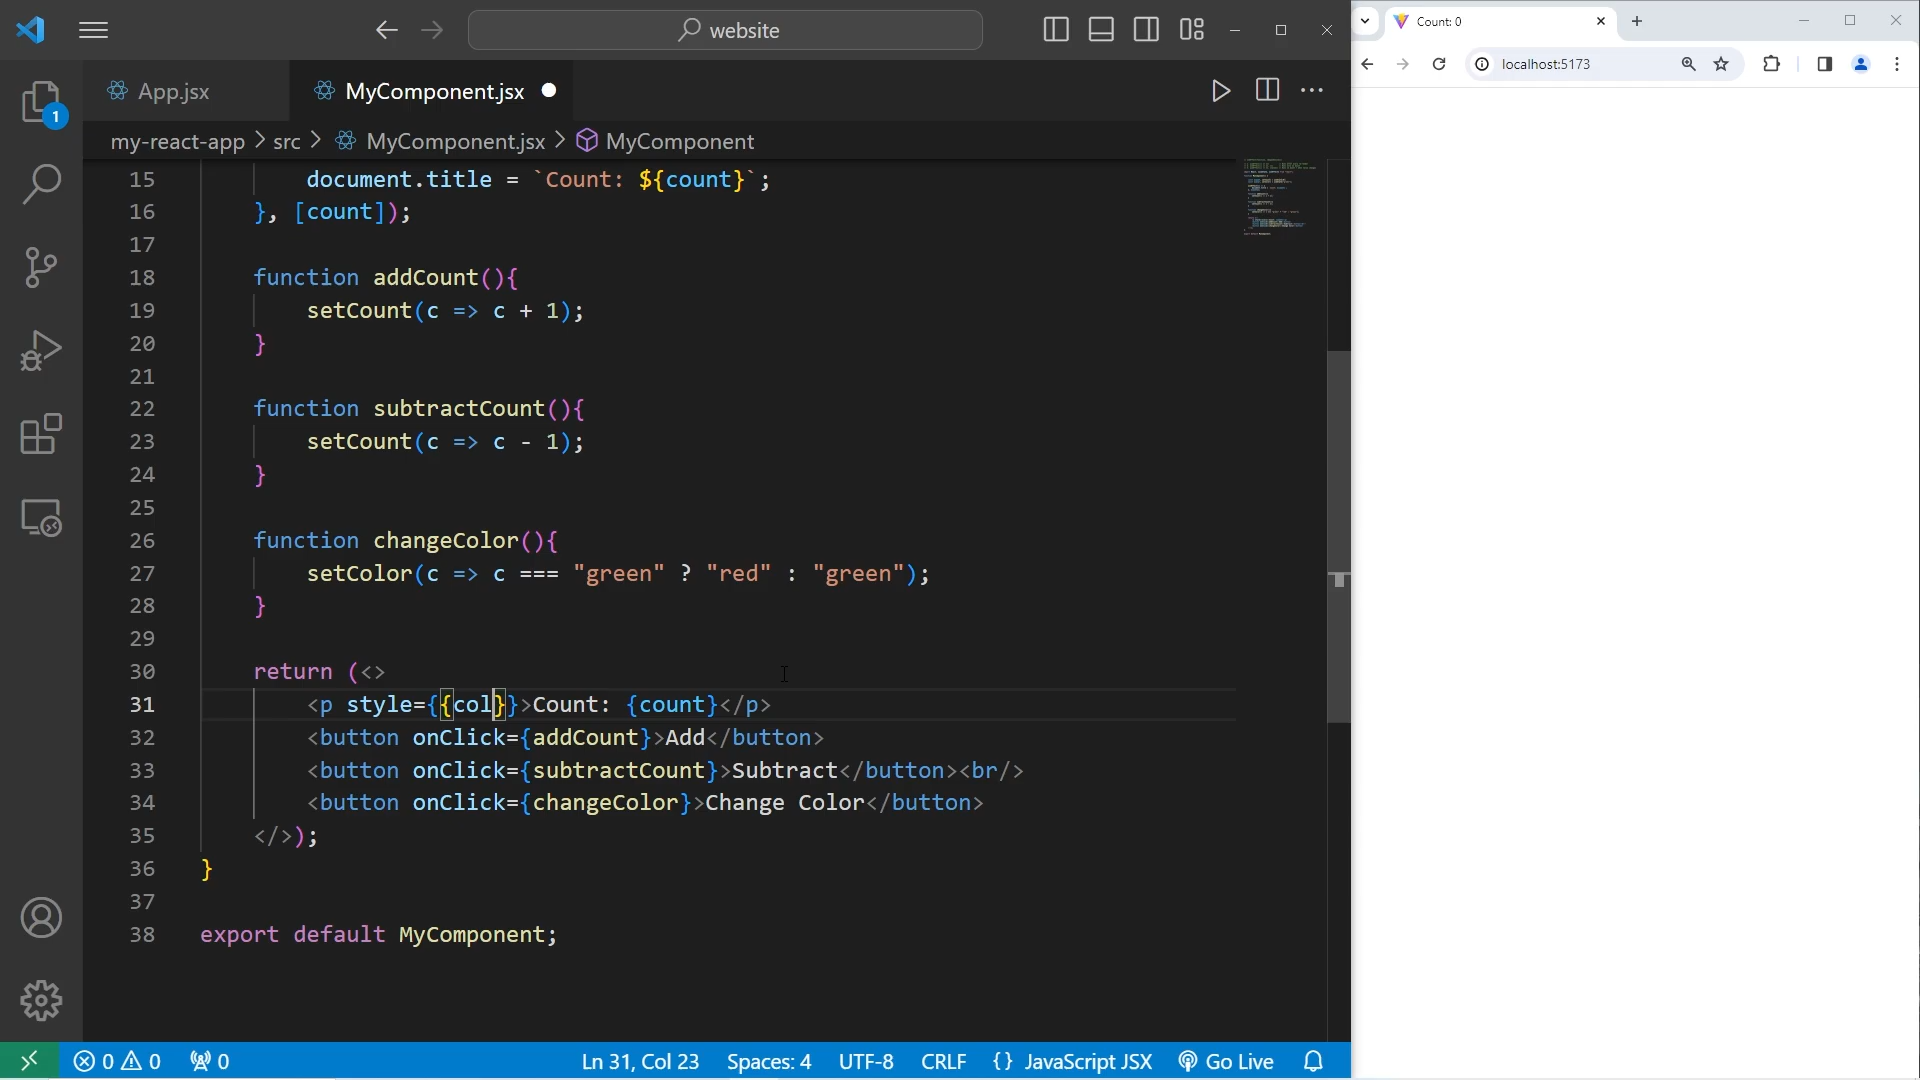 website
Count: 0
localhost:5173
App.jsx
MyComponent.jsx
1
my-react-app > src > MyComponent.jsx > MyComponent
15 document.title = `Count: ${count}`;
16 }, [count]);
17
18 function addCount(){
19 setCount(c => c + 1);
20 }
21
22 function subtractCount(){
23 setCount(c => c - 1);
24 }
25
26 function changeColor(){
27 setColor(c => c === "green" ? "red" : "green");
28 }
29
30 return (<>
31 <p style={{col}}>Count: {count}</p>
32 <button onClick={addCount}>Add</button>
33 <button onClick={subtractCount}>Subtract</button><br/>
34 <button onClick={changeColor}>Change Color</button>
35 </>);
36 }
37
38 export default MyComponent;
0 0 0 Ln 31, Col 23 Spaces: 4 UTF-8 CRLF {} JavaScript JSX Go Live